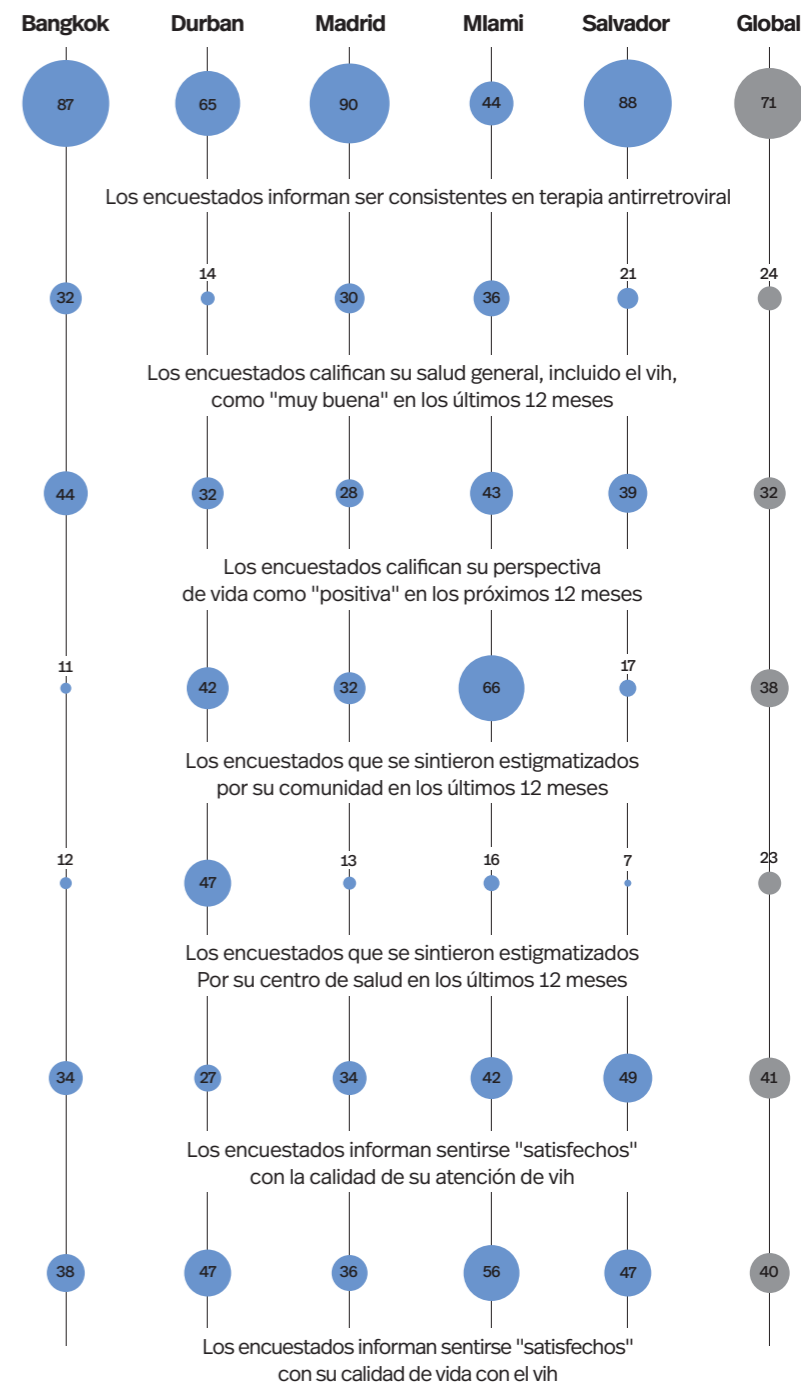 Bangkok Durban Madrid Mlami Salvador Global
87 65 90 44 88 71
Los encuestados informan ser consistentes en terapia antirretroviral
32 14 30 36 21 24
Los encuestados califican su salud general, incluido el vih,
como "muy buena" en los últimos 12 meses
44 32 28 43 39 32
Los encuestados califican su perspectiva
de vida como "positiva" en los próximos 12 meses
11 42 32 66 17 38
Los encuestados que se sintieron estigmatizados
por su comunidad en los últimos 12 meses
12 47 13 16 7 23
Los encuestados que se sintieron estigmatizados
Por su centro de salud en los últimos 12 meses
34 27 34 42 49 41
Los encuestados informan sentirse "satisfechos"
con la calidad de su atención de vih
38 47 36 56 47 40
Los encuestados informan sentirse "satisfechos"
con su calidad de vida con el vih